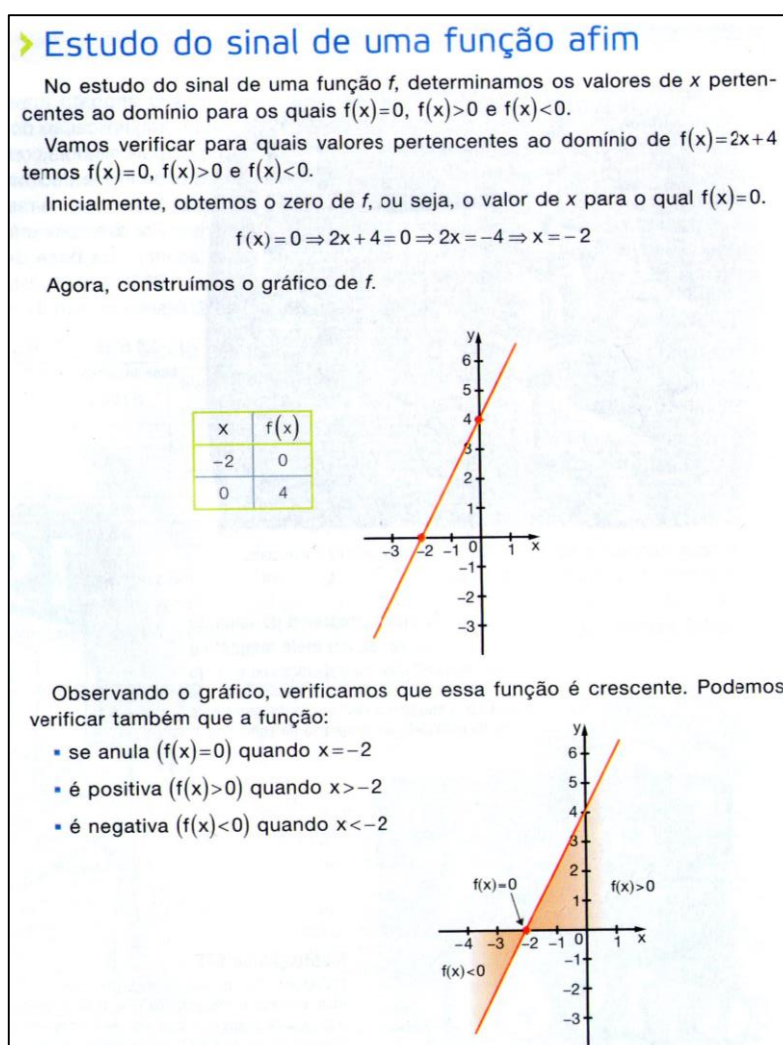 Estudo do sinal de uma função afim
No estudo do sinal de uma função f, determinamos os valores de x perten-
centes ao domínio para os quais f(x)=0, f(x)>0 e f(x)<0.
Vamos verificar para quais valores pertencentes ao domínio de f(x)=2x+4
temos f(x)=0, f(x)>0 e f(x)<0.
Inicialmente, obtemos o zero de f, ou seja, o valor de x para o qual f(x)=0.
f(x)=0⇒2x+4=0⇒2x=−4⇒x=−2
Agora, construímos o gráfico de f.
x f(x)
−2 0
0 4
y
6
5
4
3
2
1
−3 −2 −1 0 1 x
−1
−2
−3
Observando o gráfico, verificamos que essa função é crescente. Podemos
verificar também que a função:
▪ se anula (f(x)=0) quando x=−2
▪ é positiva (f(x)>0) quando x>−2
▪ é negativa (f(x)<0) quando x<−2
y
6
5
4
3
2
f(x)=0 f(x)>0
1
−4 −3 −2 −1 0 1 x
−1
f(x)<0
−2
−3